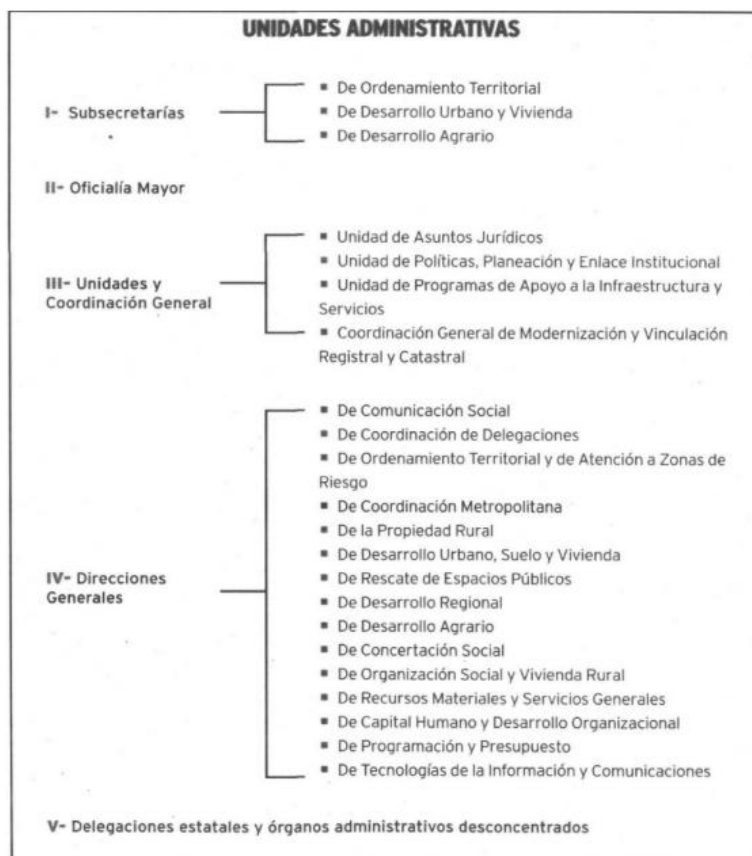 UNIDADES ADMINISTRATIVAS
I- Subsecretarías
■ De Ordenamiento Territorial
■ De Desarrollo Urbano y Vivienda
■ De Desarrollo Agrario
II- Oficialía Mayor
III- Unidades y
Coordinación General
■ Unidad de Asuntos Jurídicos
■ Unidad de Políticas, Planeación y Enlace Institucional
■ Unidad de Programas de Apoyo a la Infraestructura y
Servicios
■ Coordinación General de Modernización y Vinculación
Registral y Catastral
IV- Direcciones
Generales
■ De Comunicación Social
■ De Coordinación de Delegaciones
■ De Ordenamiento Territorial y de Atención a Zonas de
Riesgo
■ De Coordinación Metropolitana
■ De la Propiedad Rural
■ De Desarrollo Urbano, Suelo y Vivienda
■ De Rescate de Espacios Públicos
■ De Desarrollo Regional
■ De Desarrollo Agrario
■ De Concertación Social
■ De Organización Social y Vivienda Rural
■ De Recursos Materiales y Servicios Generales
■ De Capital Humano y Desarrollo Organizacional
■ De Programación y Presupuesto
■ De Tecnologías de la Información y Comunicaciones
V- Delegaciones estatales y órganos administrativos desconcentrados